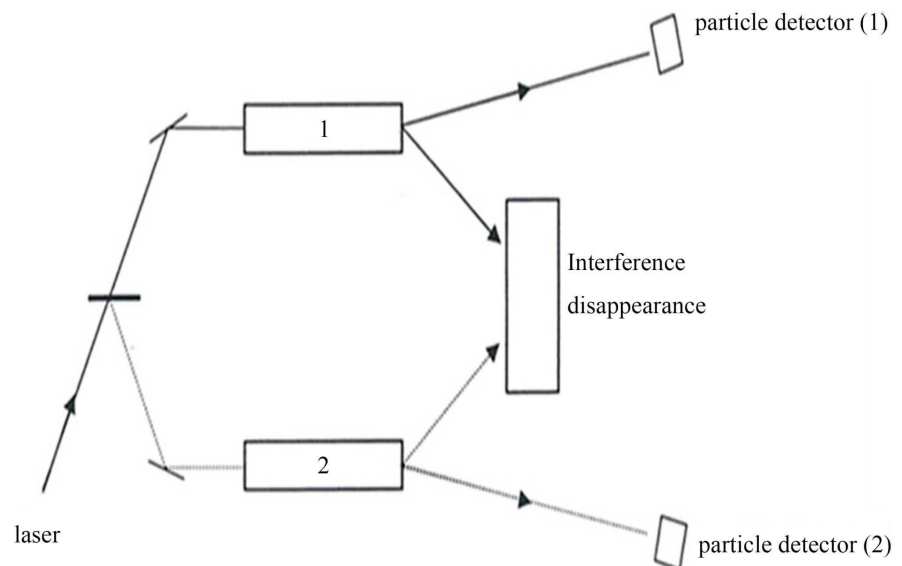 particle detector (1)
1
Interference
disappearance
2
laser
particle detector (2)